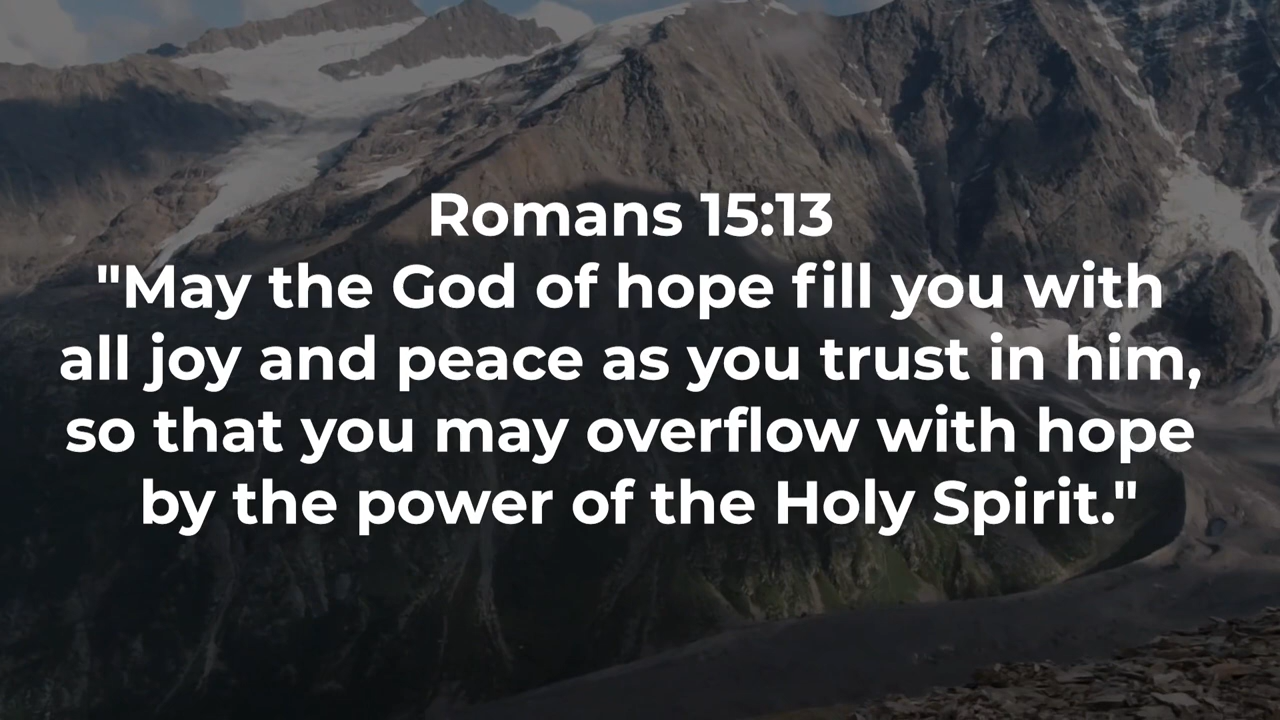 Romans 15:13
"May the God of hope fill you with
all joy and peace as you trust in him,
so that you may overflow with hope
by the power of the Holy Spirit."